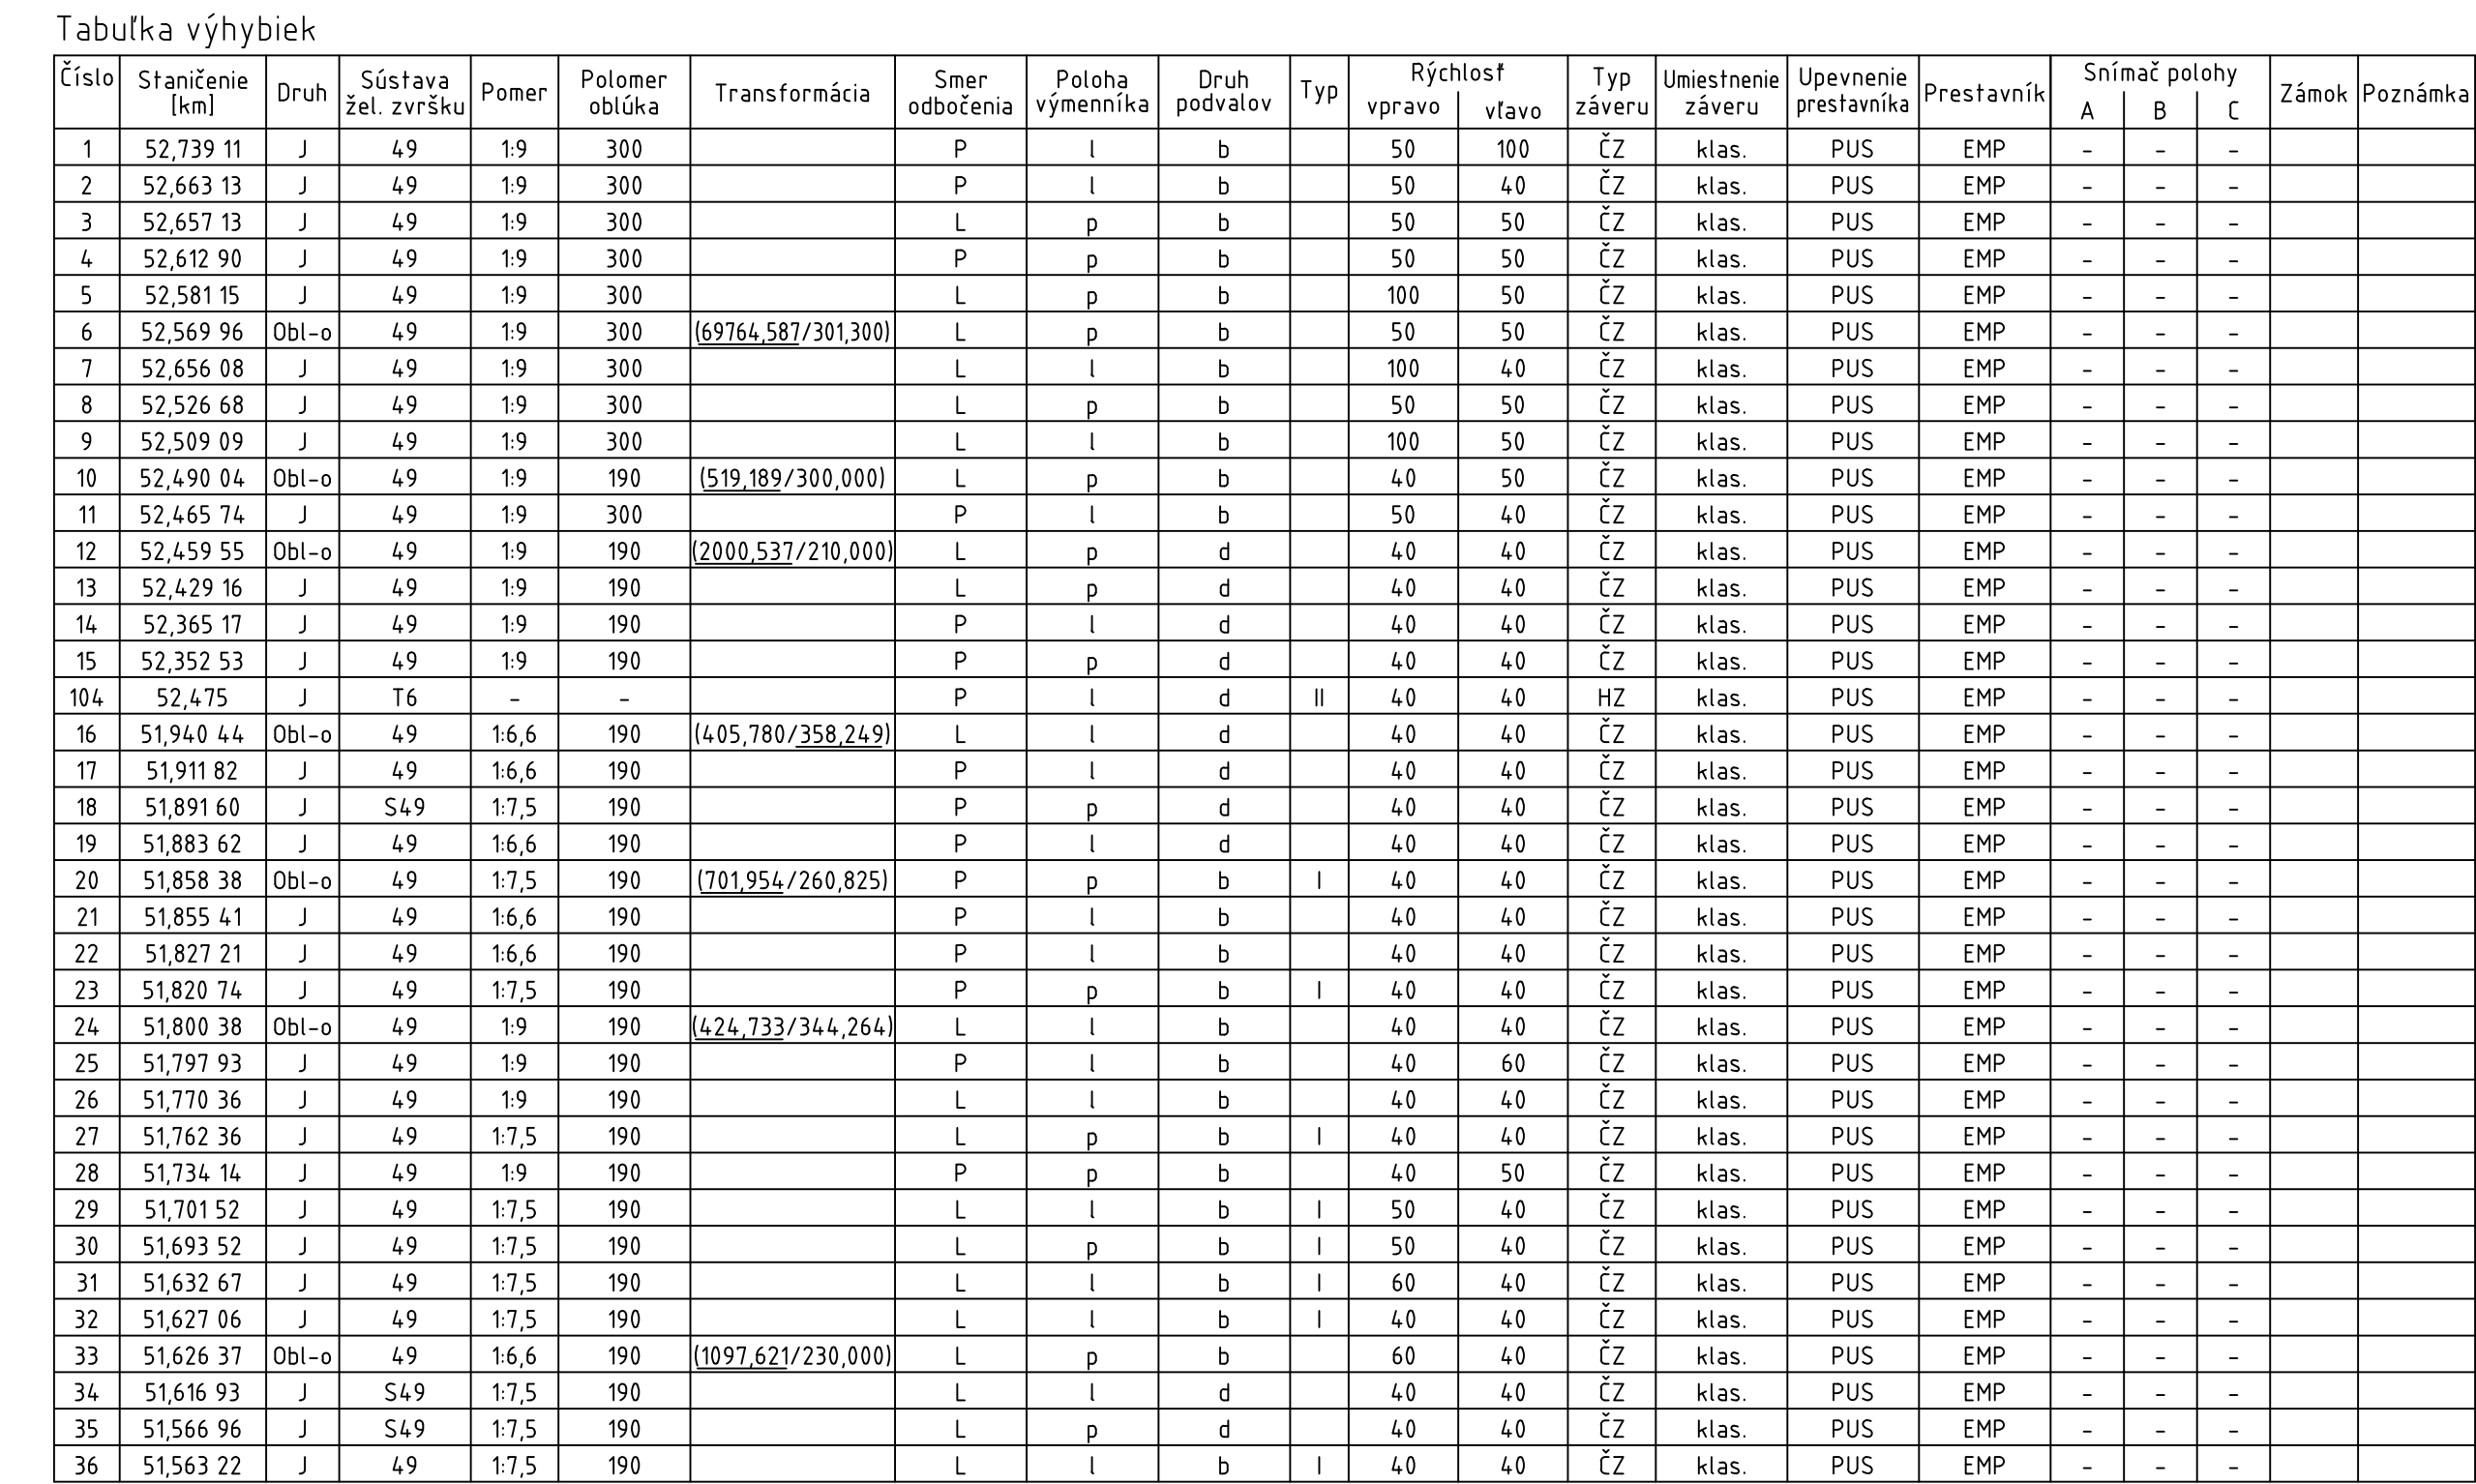 Tabuľka výhybiek
Číslo Staničenie [km] Druh Sústava žel. zvršku Pomer Polomer oblúka Transformácia Smer odbočenia Poloha výmenníka Druh podvalov Typ Rýchlosť vpravo vľavo Typ záveru Umiestnenie záveru Upevnenie prestavníka Prestavník Snímač polohy A B C Zámok Poznámka
1 52,739 11 J 49 1:9 300 P l b 50 100 ČZ klas. PUS EMP - - -
2 52,663 13 J 49 1:9 300 P l b 50 40 ČZ klas. PUS EMP - - -
3 52,657 13 J 49 1:9 300 L p b 50 50 ČZ klas. PUS EMP - - -
4 52,612 90 J 49 1:9 300 P p b 50 50 ČZ klas. PUS EMP - - -
5 52,581 15 J 49 1:9 300 L p b 100 50 ČZ klas. PUS EMP - - -
6 52,569 96 Obl-o 49 1:9 300 (69764,587/301,300) L p b 50 50 ČZ klas. PUS EMP - - -
7 52,656 08 J 49 1:9 300 L l b 100 40 ČZ klas. PUS EMP - - -
8 52,526 68 J 49 1:9 300 L p b 50 50 ČZ klas. PUS EMP - - -
9 52,509 09 J 49 1:9 300 L l b 100 50 ČZ klas. PUS EMP - - -
10 52,490 04 Obl-o 49 1:9 190 (519,189/300,000) L p b 40 50 ČZ klas. PUS EMP - - -
11 52,465 74 J 49 1:9 300 P l b 50 40 ČZ klas. PUS EMP - - -
12 52,459 55 Obl-o 49 1:9 190 (2000,537/210,000) L p d 40 40 ČZ klas. PUS EMP - - -
13 52,429 16 J 49 1:9 190 L p d 40 40 ČZ klas. PUS EMP - - -
14 52,365 17 J 49 1:9 190 P l d 40 40 ČZ klas. PUS EMP - - -
15 52,352 53 J 49 1:9 190 P p d 40 40 ČZ klas. PUS EMP - - -
104 52,475 J T6 - - P l d II 40 40 HZ klas. PUS EMP - - -
16 51,940 44 Obl-o 49 1:6,6 190 (405,780/358,249) L l d 40 40 ČZ klas. PUS EMP - - -
17 51,911 82 J 49 1:6,6 190 P l d 40 40 ČZ klas. PUS EMP - - -
18 51,891 60 J S49 1:7,5 190 P p d 40 40 ČZ klas. PUS EMP - - -
19 51,883 62 J 49 1:6,6 190 P l d 40 40 ČZ klas. PUS EMP - - -
20 51,858 38 Obl-o 49 1:7,5 190 (701,954/260,825) P p b I 40 40 ČZ klas. PUS EMP - - -
21 51,855 41 J 49 1:6,6 190 P l b 40 40 ČZ klas. PUS EMP - - -
22 51,827 21 J 49 1:6,6 190 P l b 40 40 ČZ klas. PUS EMP - - -
23 51,820 74 J 49 1:7,5 190 P p b I 40 40 ČZ klas. PUS EMP - - -
24 51,800 38 Obl-o 49 1:9 190 (424,733/344,264) L l b 40 40 ČZ klas. PUS EMP - - -
25 51,797 93 J 49 1:9 190 P l b 40 60 ČZ klas. PUS EMP - - -
26 51,770 36 J 49 1:9 190 L l b 40 40 ČZ klas. PUS EMP - - -
27 51,762 36 J 49 1:7,5 190 L p b I 40 40 ČZ klas. PUS EMP - - -
28 51,734 14 J 49 1:9 190 P p b 40 50 ČZ klas. PUS EMP - - -
29 51,701 52 J 49 1:7,5 190 L l b I 50 40 ČZ klas. PUS EMP - - -
30 51,693 52 J 49 1:7,5 190 L p b I 50 40 ČZ klas. PUS EMP - - -
31 51,632 67 J 49 1:7,5 190 L l b I 60 40 ČZ klas. PUS EMP - - -
32 51,627 06 J 49 1:7,5 190 L l b I 40 40 ČZ klas. PUS EMP - - -
33 51,626 37 Obl-o 49 1:6,6 190 (1097,621/230,000) L p b 60 40 ČZ klas. PUS EMP - - -
34 51,616 93 J S49 1:7,5 190 L l d 40 40 ČZ klas. PUS EMP - - -
35 51,566 96 J S49 1:7,5 190 L p d 40 40 ČZ klas. PUS EMP - - -
36 51,563 22 J 49 1:7,5 190 L l b I 40 40 ČZ klas. PUS EMP - - -